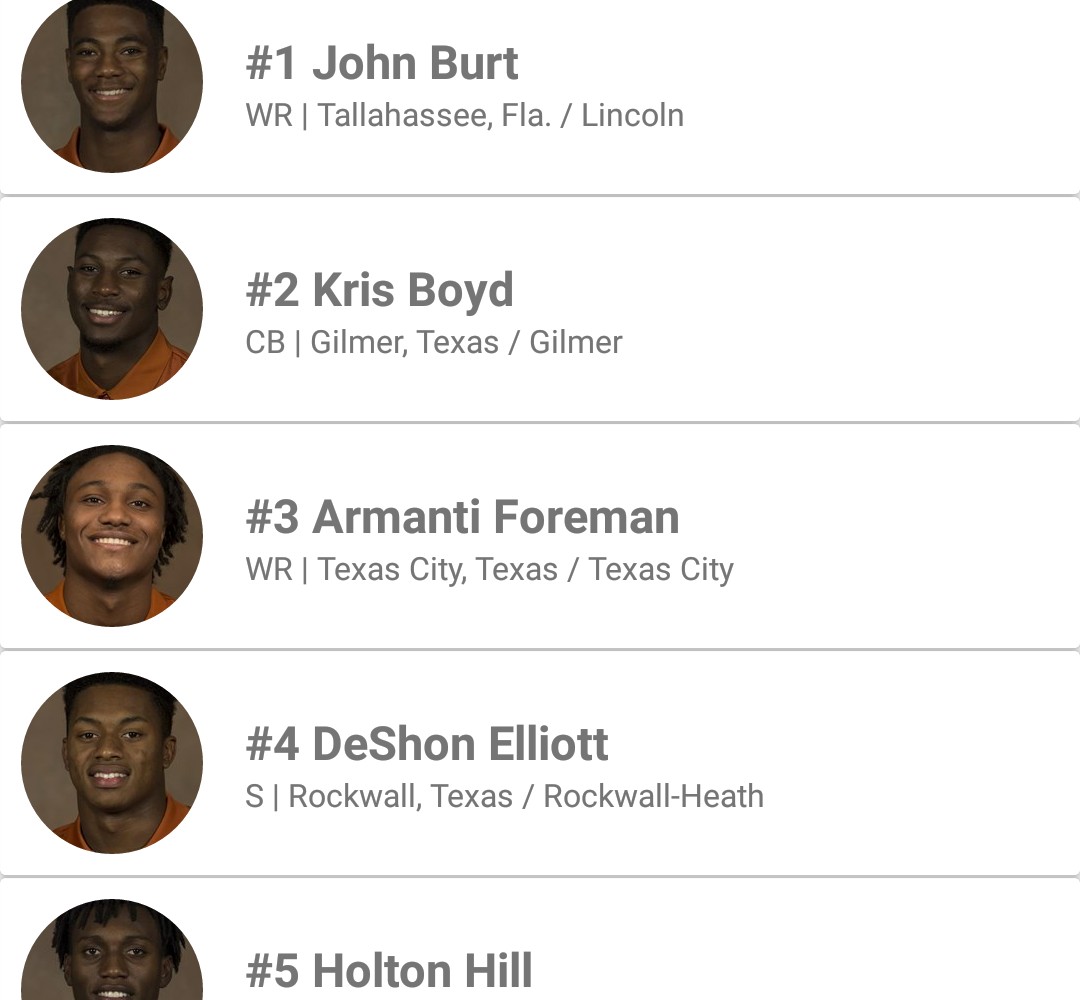 #1 John Burt
WR | Tallahassee, Fla. / Lincoln
#2 Kris Boyd
CB | Gilmer, Texas / Gilmer
#3 Armanti Foreman
WR | Texas City, Texas / Texas City
#4 DeShon Elliott
S | Rockwall, Texas / Rockwall-Heath
#5 Holton Hill